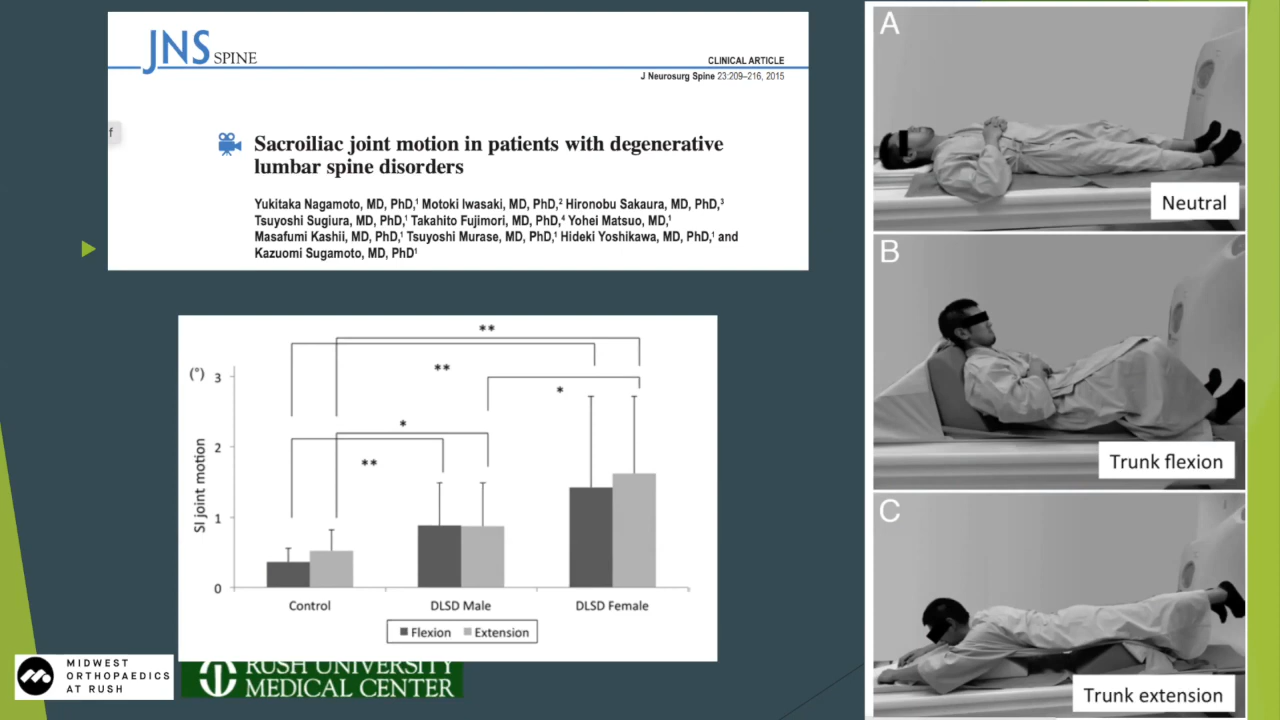 JNS SPINE
CLINICAL ARTICLE
J Neurosurg Spine 23:209–216, 2015
f
Sacroiliac joint motion in patients with degenerative
lumbar spine disorders
Yukitaka Nagamoto, MD, PhD,¹ Motoki Iwasaki, MD, PhD,² Hironobu Sakaura, MD, PhD,³
Tsuyoshi Sugiura, MD, PhD,¹ Takahito Fujimori, MD, PhD,⁴ Yohei Matsuo, MD,¹
Masafumi Kashii, MD, PhD,¹ Tsuyoshi Murase, MD, PhD,¹ Hideki Yoshikawa, MD, PhD,¹ and
Kazuomi Sugamoto, MD, PhD¹
**
(°) 3
**
*
*
2
**
SI joint motion
1
0
Control DLSD Male DLSD Female
Flexion Extension
MIDWEST
ORTHOPAEDICS
AT RUSH
RUSH UNIVERSITY
MEDICAL CENTER
A
Neutral
B
Trunk flexion
C
Trunk extension